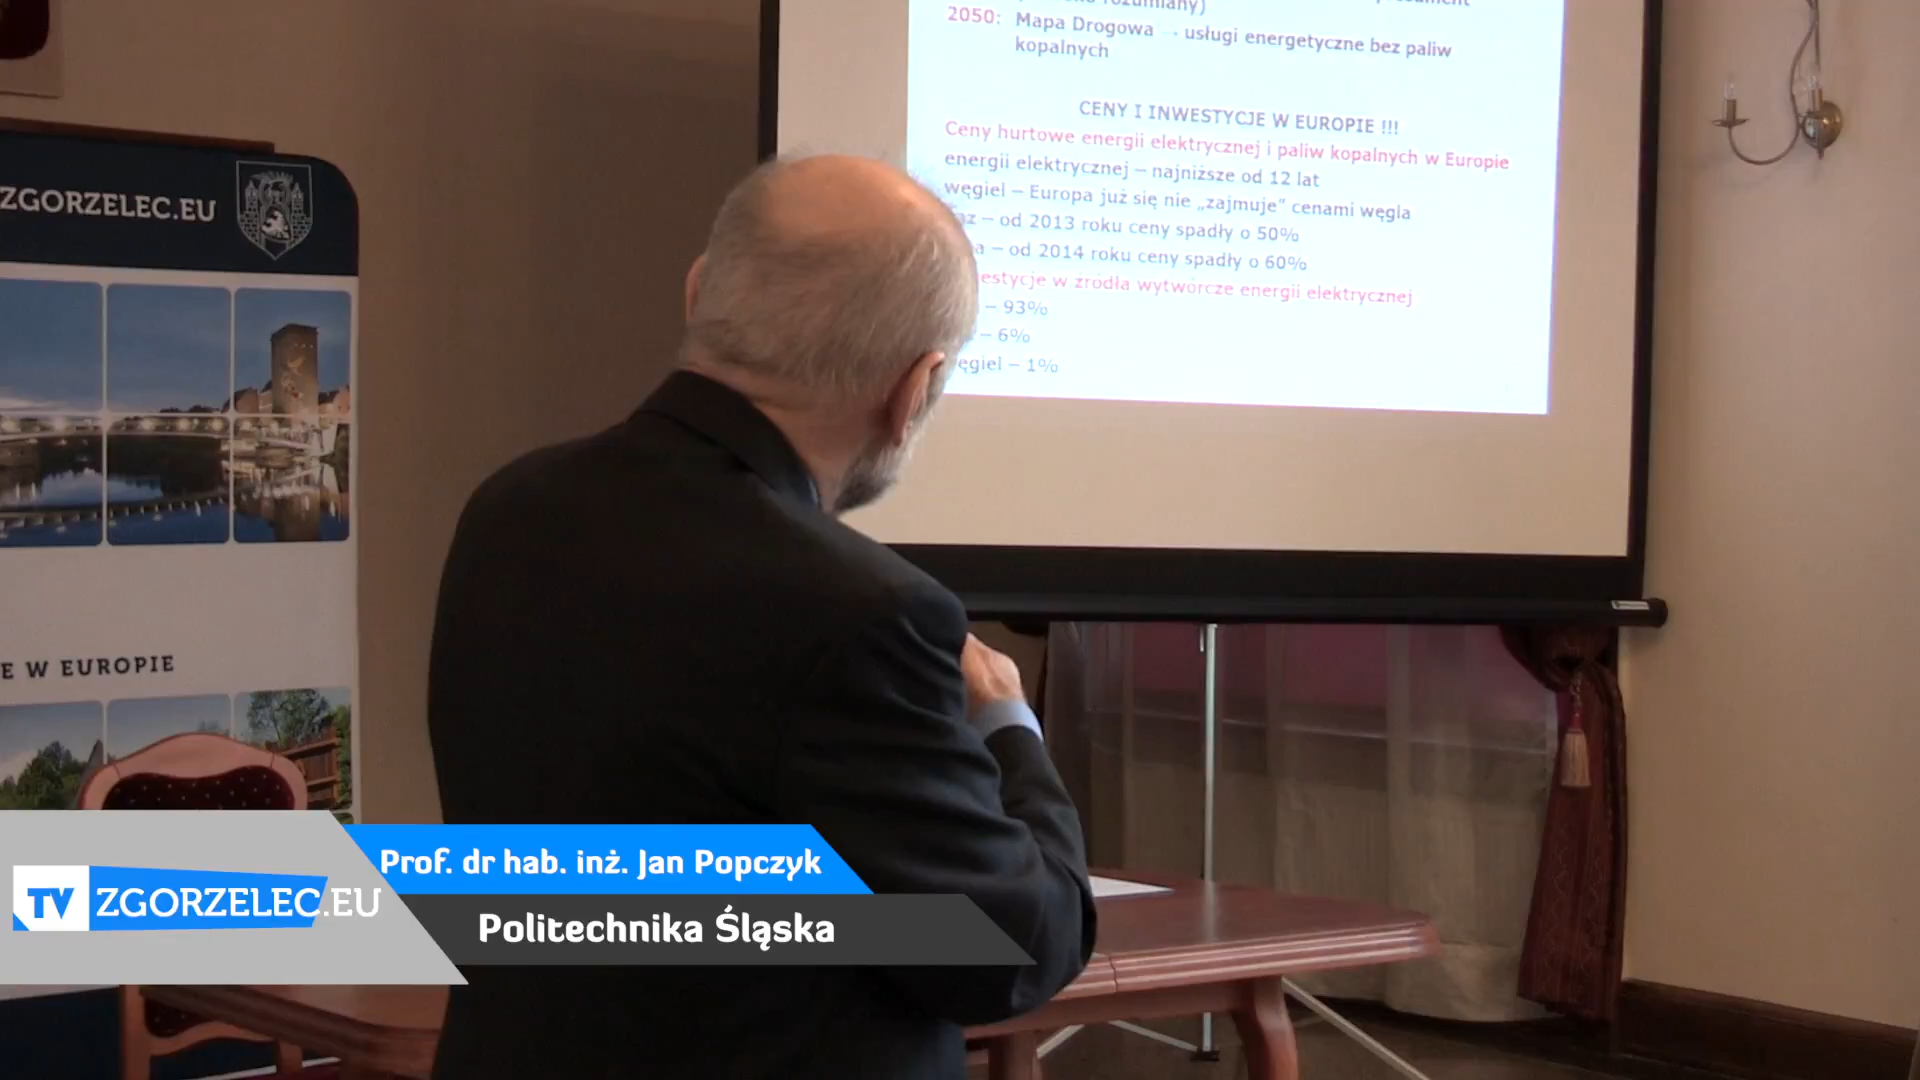 2050: Mapa Drogowa → usługi energetyczne bez paliw
kopalnych
CENY I INWESTYCJE W EUROPIE !!!
Ceny hurtowe energii elektrycznej i paliw kopalnych w Europie
energii elektrycznej – najniższe od 12 lat
węgiel – Europa już się nie „zajmuje” cenami węgla
– od 2013 roku ceny spadły o 50%
– od 2014 roku ceny spadły o 60%
w źródła wytwórcze energii elektrycznej
– 93%
– 6%
– 1%
ZGORZELEC.EU
E W EUROPIE
Prof. dr hab. inż. Jan Popczyk
TV ZGORZELEC.EU
Politechnika Śląska